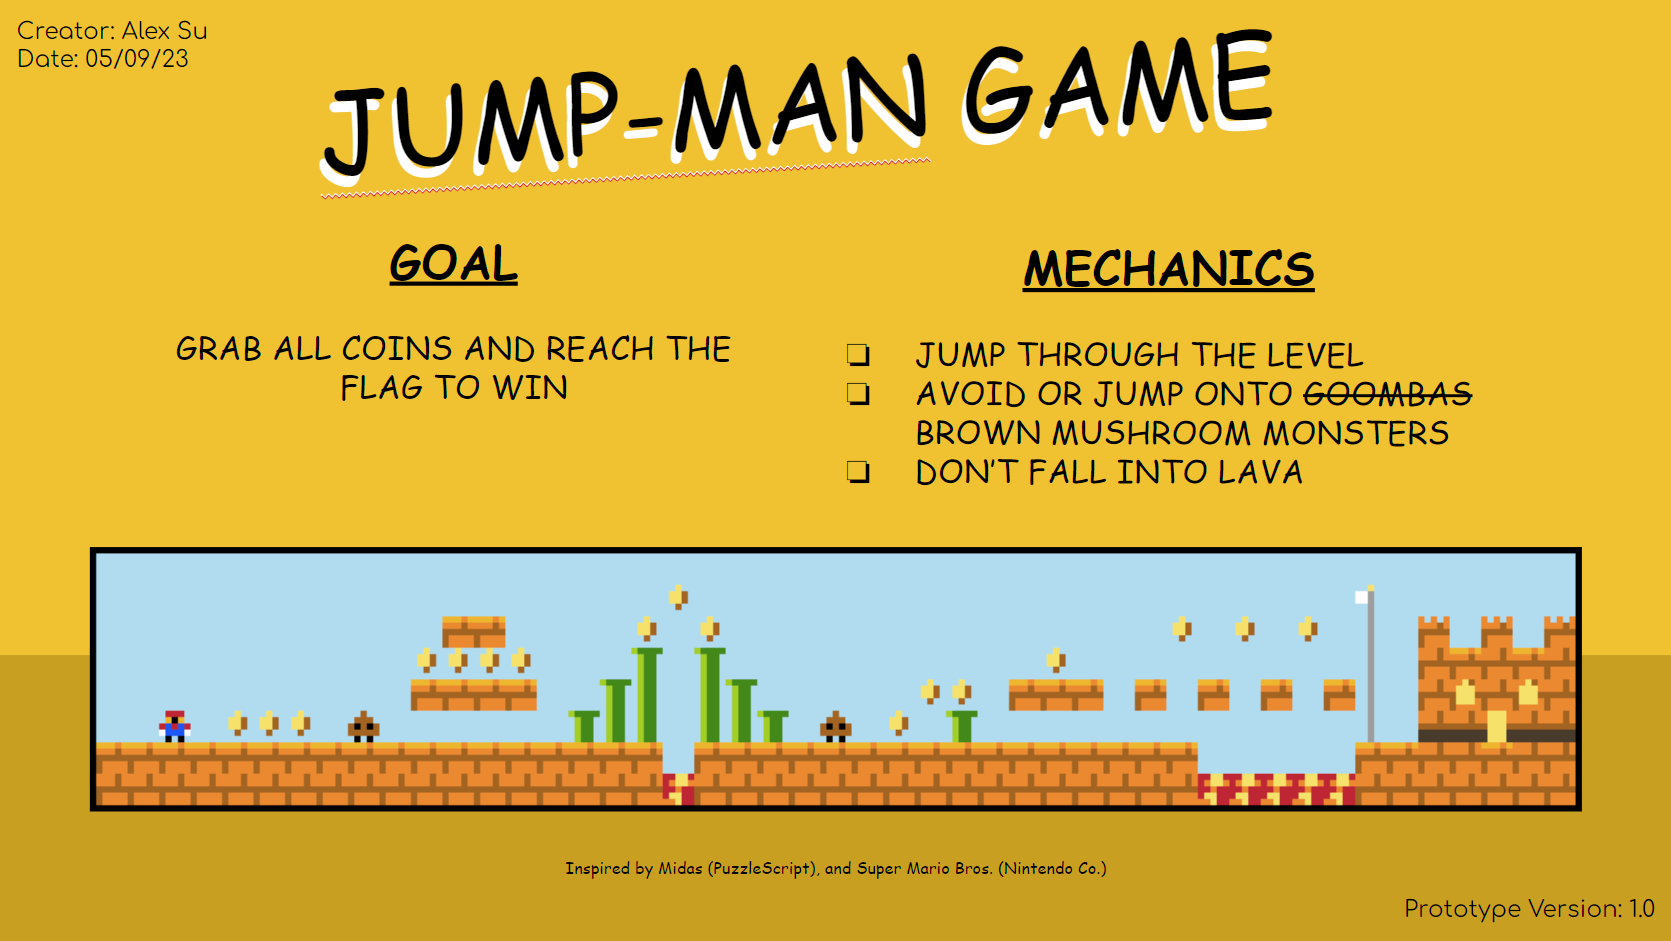 Creator: Alex Su
Date: 05/09/23
JUMP-MAN GAME
GOAL
GRAB ALL COINS AND REACH THE
FLAG TO WIN
MECHANICS
❏ JUMP THROUGH THE LEVEL
❏ AVOID OR JUMP ONTO GOOMBAS
BROWN MUSHROOM MONSTERS
❏ DON'T FALL INTO LAVA
Inspired by Midas (PuzzleScript), and Super Mario Bros. (Nintendo Co.)
Prototype Version: 1.0